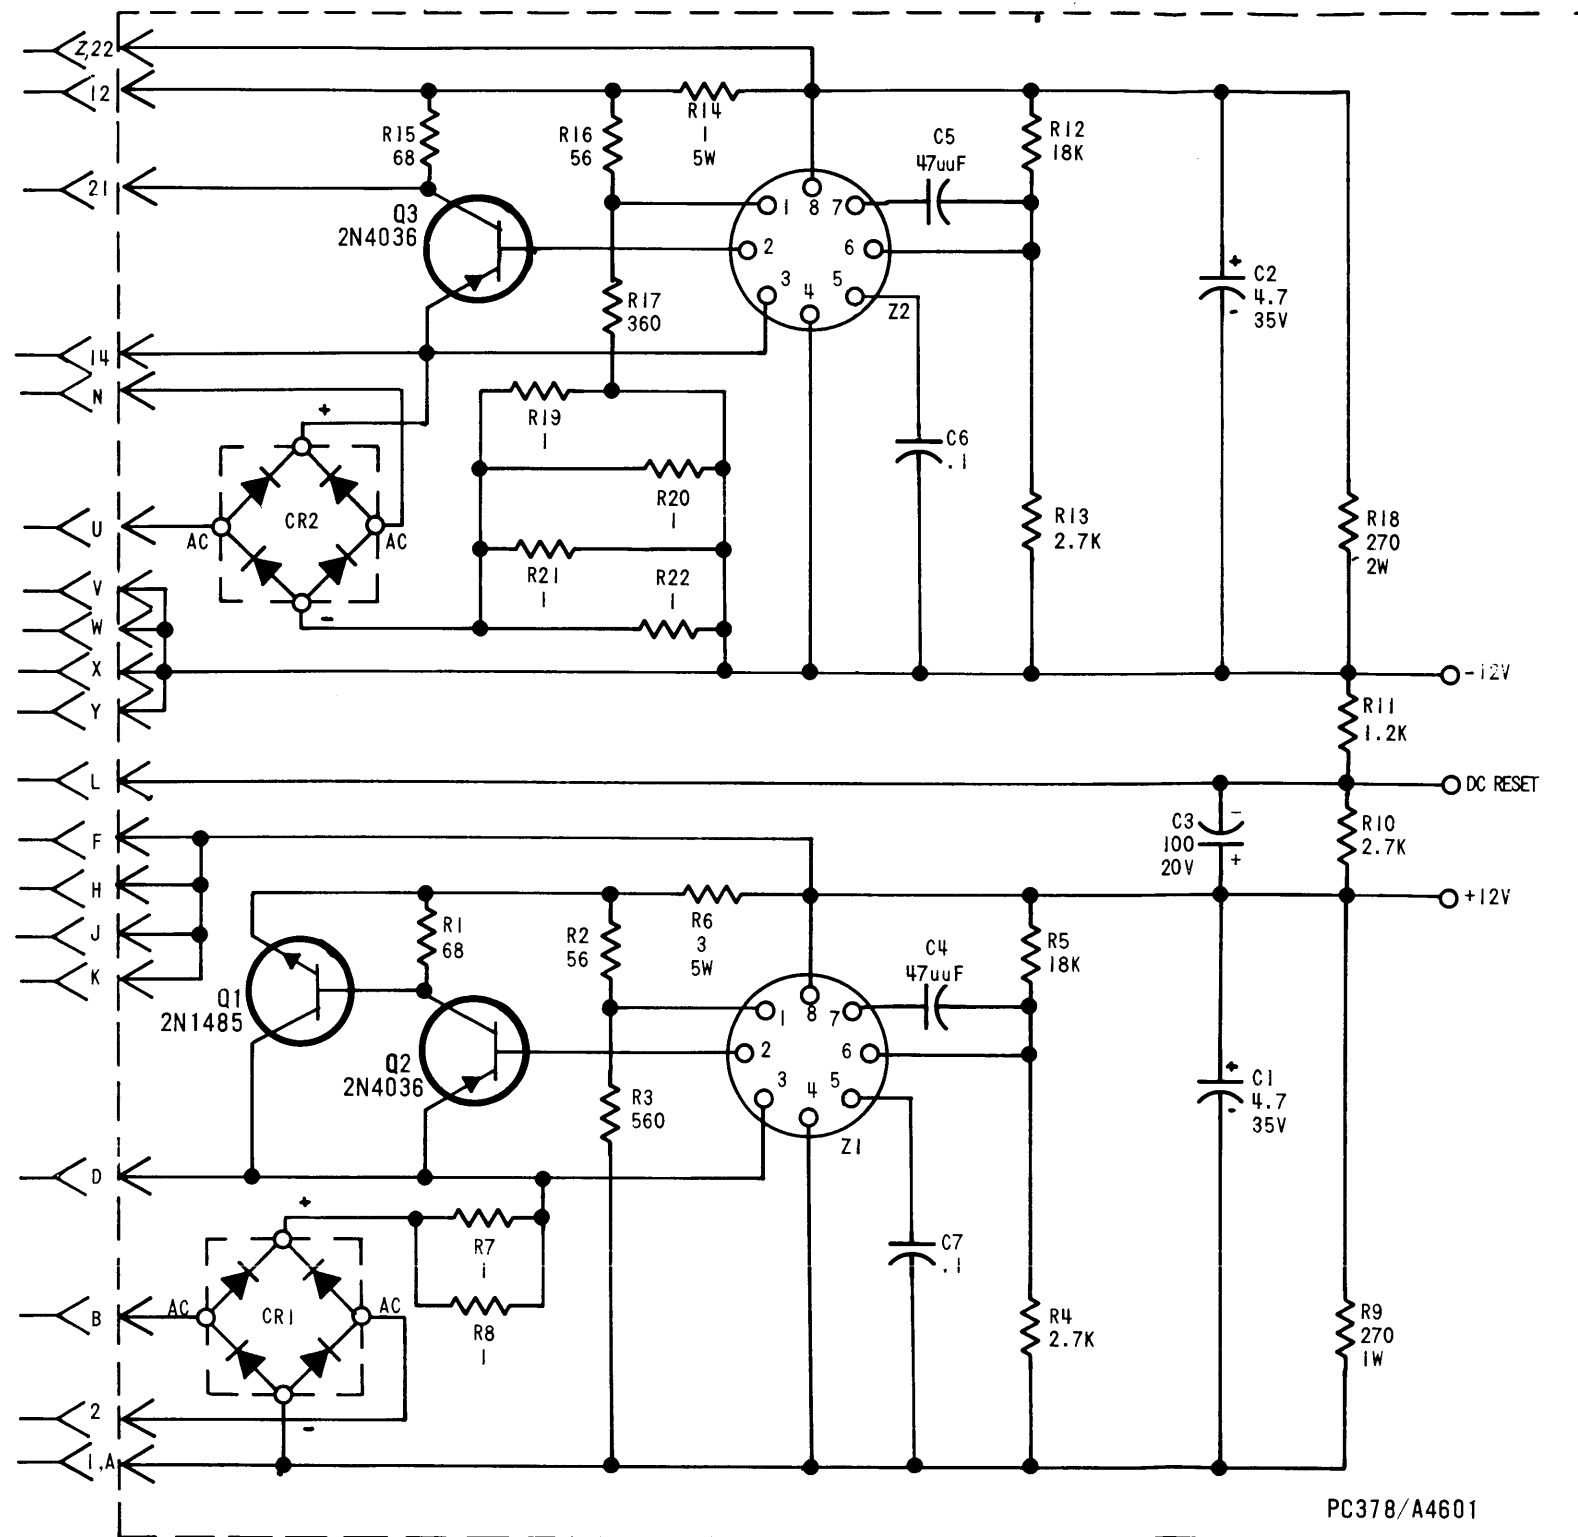 Z,22
12
R15
68
R16
56
R14
1
5W
C5
47uuF
R12
18K
21
Q3
2N4036
1
8
7
2
6
3
4
5
Z2
R17
360
C2
4.7
35V
+
-
14
N
+
R19
1
C6
.1
R20
1
CR2
U
AC
AC
R13
2.7K
R18
270
2W
R21
1
R22
1
V
W
-
X
-12V
Y
R11
1.2K
L
DC RESET
F
C3
100
20V
-
+
R10
2.7K
H
+12V
J
R1
68
R2
56
R6
3
5W
C4
47uuF
R5
18K
K
Q1
2N1485
1
8
7
2
6
3
4
5
Z1
Q2
2N4036
R3
560
C1
4.7
35V
+
-
D
+
R7
1
C7
.1
B
AC
AC
CR1
R8
1
R4
2.7K
R9
270
1W
2
-
1,A
PC378/A4601